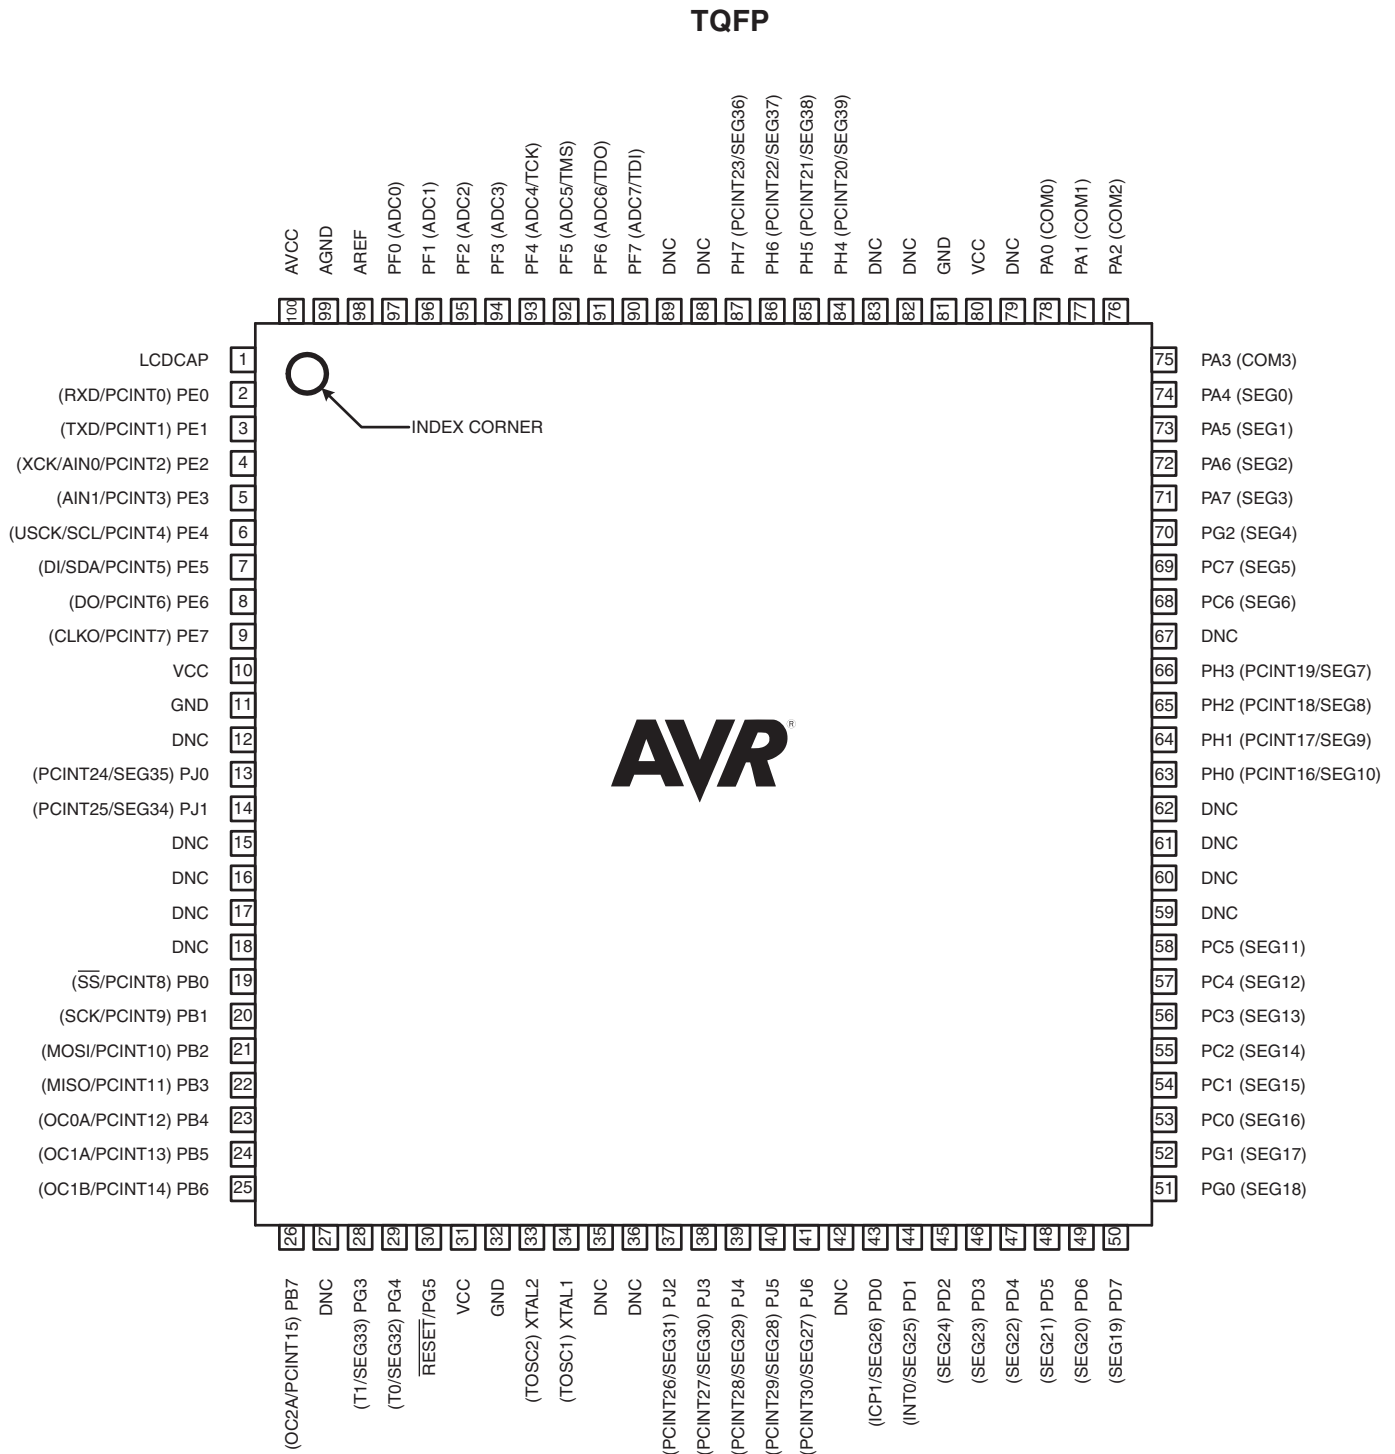 TQFP
AVCC
AGND
AREF
PF0 (ADC0)
PF1 (ADC1)
PF2 (ADC2)
PF3 (ADC3)
PF4 (ADC4/TCK)
PF5 (ADC5/TMS)
PF6 (ADC6/TDO)
PF7 (ADC7/TDI)
DNC
DNC
PH7 (PCINT23/SEG36)
PH6 (PCINT22/SEG37)
PH5 (PCINT21/SEG38)
PH4 (PCINT20/SEG39)
DNC
DNC
GND
VCC
DNC
PA0 (COM0)
PA1 (COM1)
PA2 (COM2)
100 99 98 97 96 95 94 93 92 91 90 89 88 87 86 85 84 83 82 81 80 79 78 77 76
LCDCAP 1
(RXD/PCINT0) PE0 2
(TXD/PCINT1) PE1 3
(XCK/AIN0/PCINT2) PE2 4
(AIN1/PCINT3) PE3 5
(USCK/SCL/PCINT4) PE4 6
(DI/SDA/PCINT5) PE5 7
(DO/PCINT6) PE6 8
(CLKO/PCINT7) PE7 9
VCC 10
GND 11
DNC 12
(PCINT24/SEG35) PJ0 13
(PCINT25/SEG34) PJ1 14
DNC 15
DNC 16
DNC 17
DNC 18
(SS/PCINT8) PB0 19
(SCK/PCINT9) PB1 20
(MOSI/PCINT10) PB2 21
(MISO/PCINT11) PB3 22
(OC0A/PCINT12) PB4 23
(OC1A/PCINT13) PB5 24
(OC1B/PCINT14) PB6 25
INDEX CORNER
AVR®
75 PA3 (COM3)
74 PA4 (SEG0)
73 PA5 (SEG1)
72 PA6 (SEG2)
71 PA7 (SEG3)
70 PG2 (SEG4)
69 PC7 (SEG5)
68 PC6 (SEG6)
67 DNC
66 PH3 (PCINT19/SEG7)
65 PH2 (PCINT18/SEG8)
64 PH1 (PCINT17/SEG9)
63 PH0 (PCINT16/SEG10)
62 DNC
61 DNC
60 DNC
59 DNC
58 PC5 (SEG11)
57 PC4 (SEG12)
56 PC3 (SEG13)
55 PC2 (SEG14)
54 PC1 (SEG15)
53 PC0 (SEG16)
52 PG1 (SEG17)
51 PG0 (SEG18)
26 27 28 29 30 31 32 33 34 35 36 37 38 39 40 41 42 43 44 45 46 47 48 49 50
(OC2A/PCINT15) PB7
DNC
(T1/SEG33) PG3
(T0/SEG32) PG4
RESET/PG5
VCC
GND
(TOSC2) XTAL2
(TOSC1) XTAL1
DNC
DNC
(PCINT26/SEG31) PJ2
(PCINT27/SEG30) PJ3
(PCINT28/SEG29) PJ4
(PCINT29/SEG28) PJ5
(PCINT30/SEG27) PJ6
DNC
(ICP1/SEG26) PD0
(INT0/SEG25) PD1
(SEG24) PD2
(SEG23) PD3
(SEG22) PD4
(SEG21) PD5
(SEG20) PD6
(SEG19) PD7